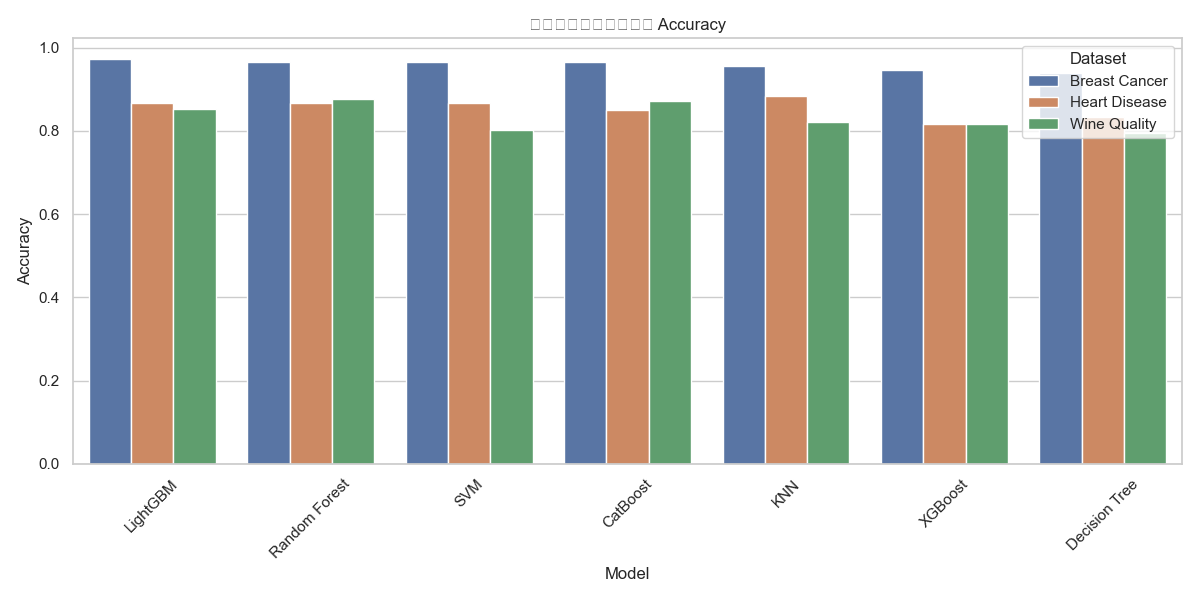 Accuracy
Dataset
Breast Cancer
Heart Disease
Wine Quality
Accuracy
1.0
0.8
0.6
0.4
0.2
0.0
LightGBM
Random Forest
SVM
CatBoost
KNN
XGBoost
Decision Tree
Model